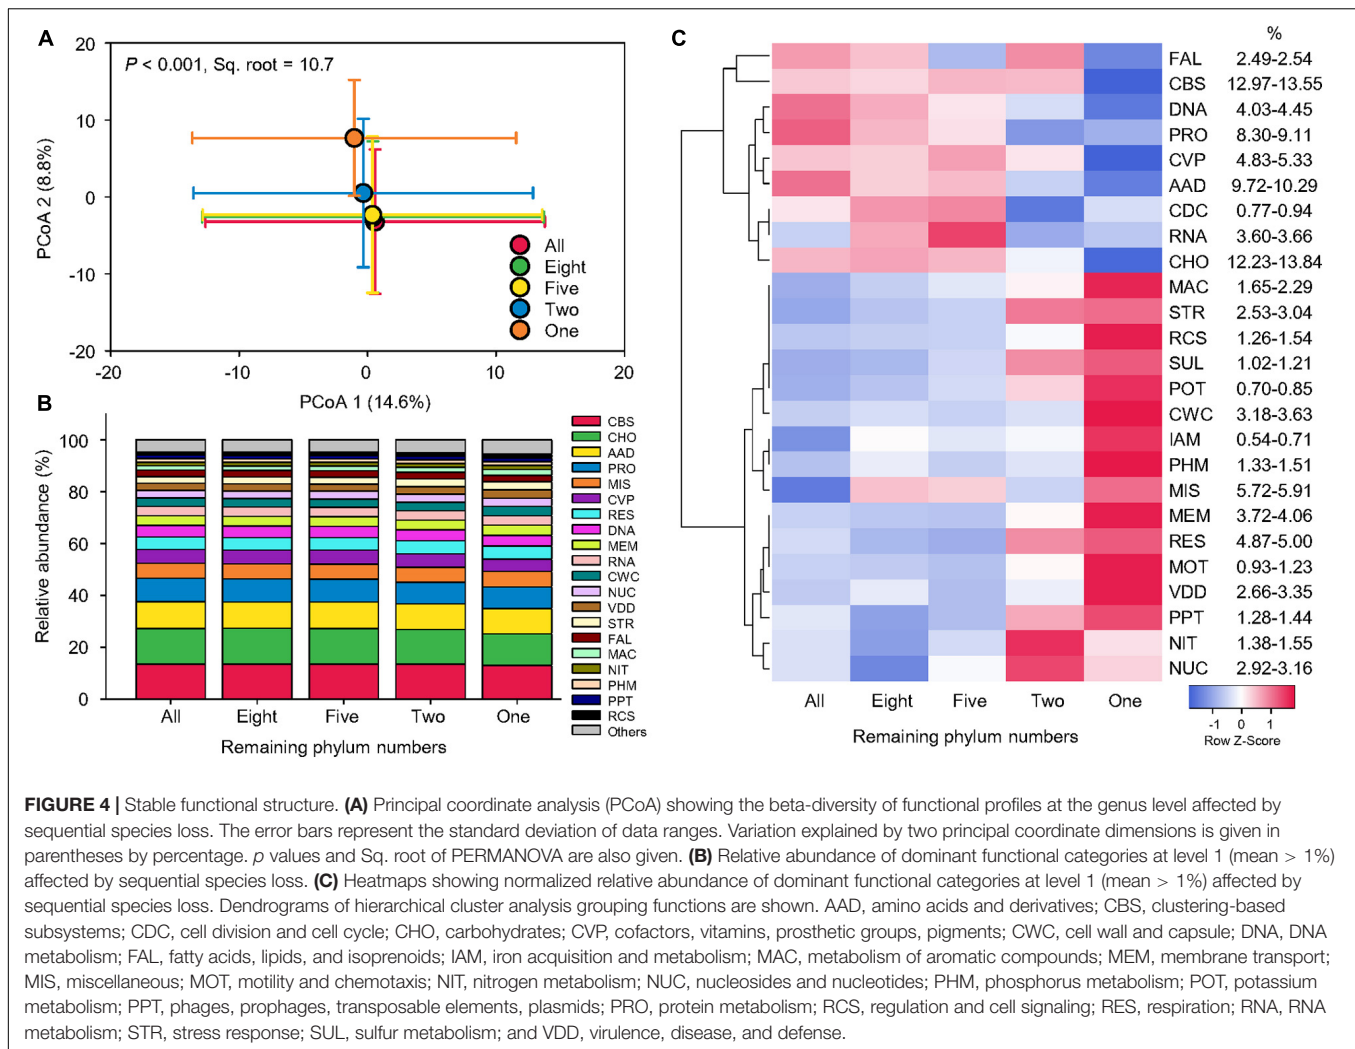 A
20
10
0
-10
-20
-20
-10
0
10
20
PCoA 2 (8.8%)
PCoA 1 (14.6%)
P < 0.001, Sq. root = 10.7
All
Eight
Five
Two
One
B
100
80
60
40
20
0
Relative abundance (%)
All
Eight
Five
Two
One
Remaining phylum numbers
CBS
CHO
AAD
PRO
MIS
CVP
RES
DNA
MEM
RNA
CWC
NUC
VDD
STR
FAL
MAC
NIT
PHM
PPT
RCS
Others
C
%
FAL 2.49-2.54
CBS 12.97-13.55
DNA 4.03-4.45
PRO 8.30-9.11
CVP 4.83-5.33
AAD 9.72-10.29
CDC 0.77-0.94
RNA 3.60-3.66
CHO 12.23-13.84
MAC 1.65-2.29
STR 2.53-3.04
RCS 1.26-1.54
SUL 1.02-1.21
POT 0.70-0.85
CWC 3.18-3.63
IAM 0.54-0.71
PHM 1.33-1.51
MIS 5.72-5.91
MEM 3.72-4.06
RES 4.87-5.00
MOT 0.93-1.23
VDD 2.66-3.35
PPT 1.28-1.44
NIT 1.38-1.55
NUC 2.92-3.16
All
Eight
Five
Two
One
Remaining phylum numbers
-1 0 1
Row Z-Score
FIGURE 4 | Stable functional structure. (A) Principal coordinate analysis (PCoA) showing the beta-diversity of functional profiles at the genus level affected by
sequential species loss. The error bars represent the standard deviation of data ranges. Variation explained by two principal coordinate dimensions is given in
parentheses by percentage. p values and Sq. root of PERMANOVA are also given. (B) Relative abundance of dominant functional categories at level 1 (mean > 1%)
affected by sequential species loss. (C) Heatmaps showing normalized relative abundance of dominant functional categories at level 1 (mean > 1%) affected by
sequential species loss. Dendrograms of hierarchical cluster analysis grouping functions are shown. AAD, amino acids and derivatives; CBS, clustering-based
subsystems; CDC, cell division and cell cycle; CHO, carbohydrates; CVP, cofactors, vitamins, prosthetic groups, pigments; CWC, cell wall and capsule; DNA, DNA
metabolism; FAL, fatty acids, lipids, and isoprenoids; IAM, iron acquisition and metabolism; MAC, metabolism of aromatic compounds; MEM, membrane transport;
MIS, miscellaneous; MOT, motility and chemotaxis; NIT, nitrogen metabolism; NUC, nucleosides and nucleotides; PHM, phosphorus metabolism; POT, potassium
metabolism; PPT, phages, prophages, transposable elements, plasmids; PRO, protein metabolism; RCS, regulation and cell signaling; RES, respiration; RNA, RNA
metabolism; STR, stress response; SUL, sulfur metabolism; and VDD, virulence, disease, and defense.